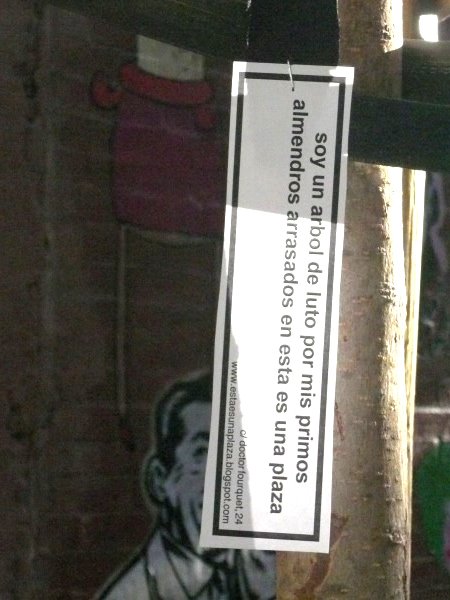 soy un arbol de luto por mis primos
almendros arrasados en esta es una plaza
c/ doctor fourquet, 24
www.estaesunaplaza.blogspot.com